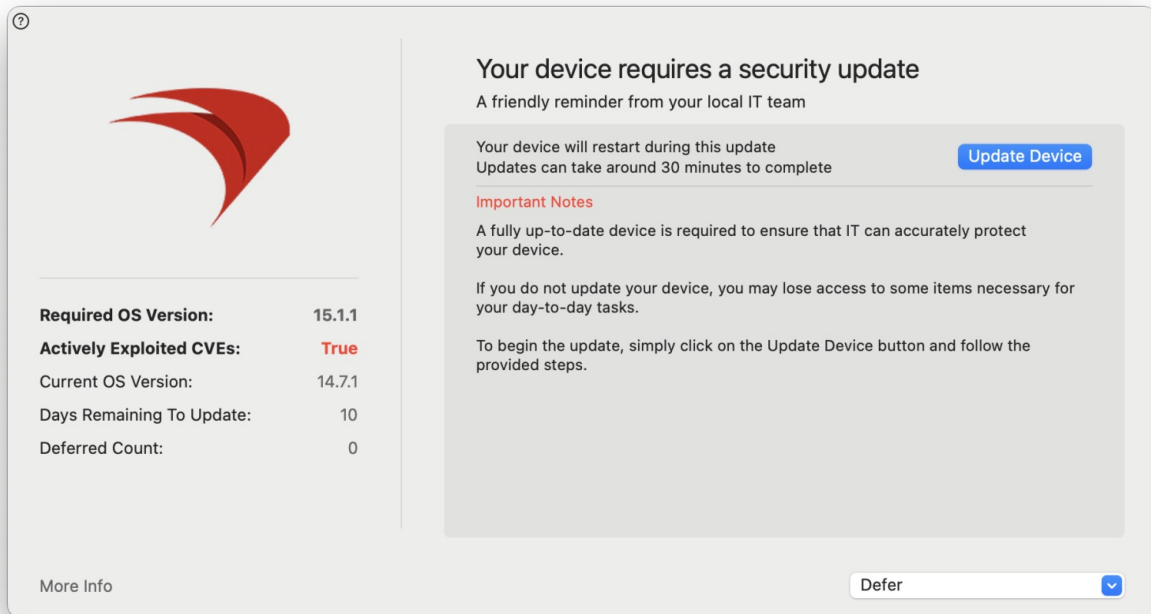 ?
Your device requires a security update
A friendly reminder from your local IT team
Your device will restart during this update
Updates can take around 30 minutes to complete
Update Device
Important Notes
A fully up-to-date device is required to ensure that IT can accurately protect
your device.
If you do not update your device, you may lose access to some items necessary for
your day-to-day tasks.
To begin the update, simply click on the Update Device button and follow the
provided steps.
Required OS Version: 15.1.1
Actively Exploited CVEs: True
Current OS Version: 14.7.1
Days Remaining To Update: 10
Deferred Count: 0
More Info
Defer